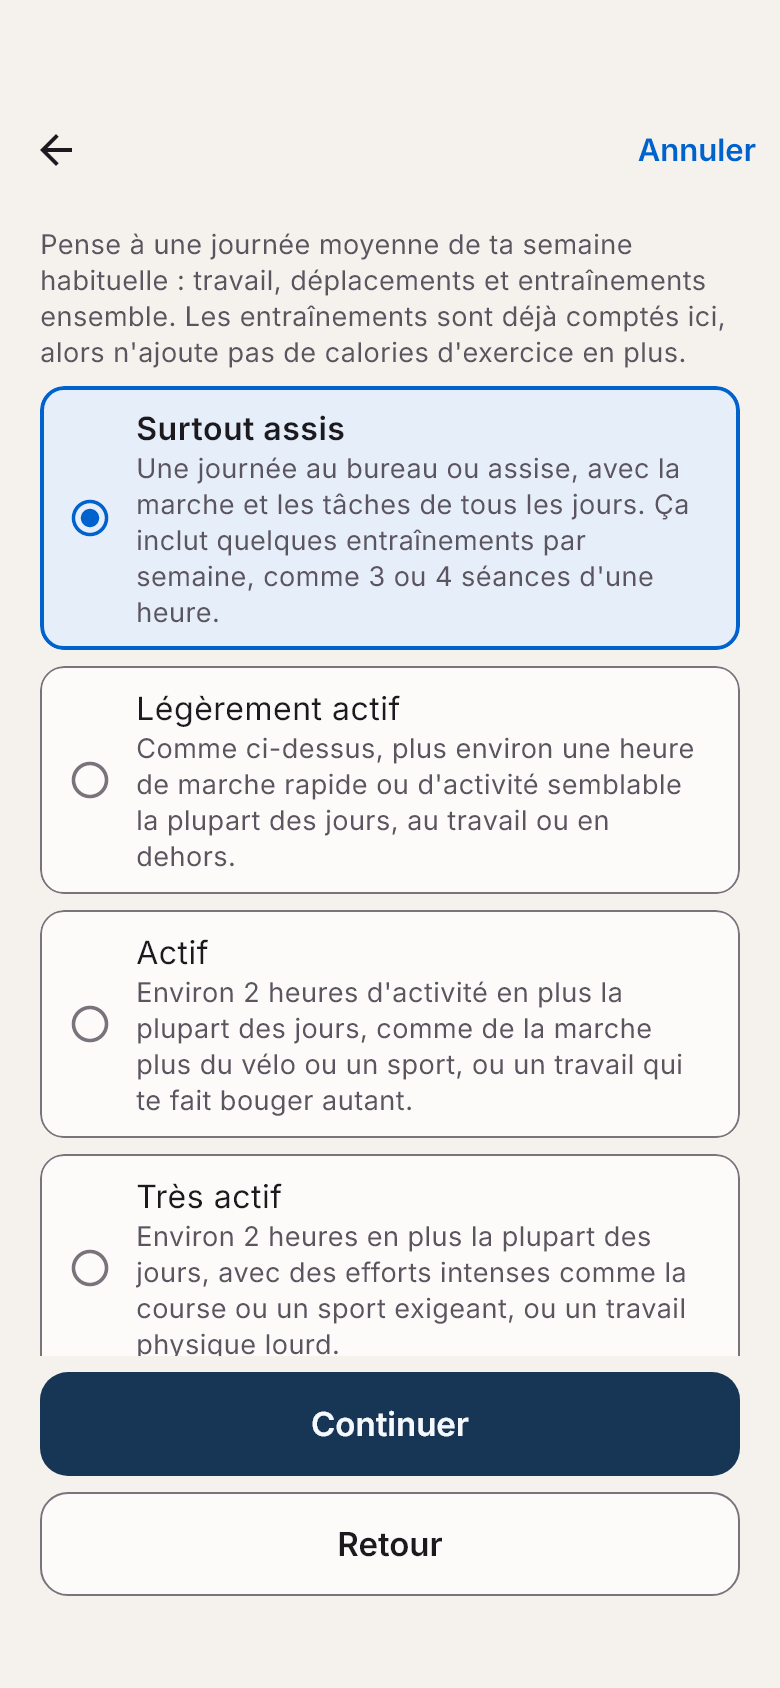 Annuler
Pense à une journée moyenne de ta semaine
habituelle : travail, déplacements et entraînements
ensemble. Les entraînements sont déjà comptés ici,
alors n'ajoute pas de calories d'exercice en plus.
Surtout assis
Une journée au bureau ou assise, avec la
marche et les tâches de tous les jours. Ça
inclut quelques entraînements par
semaine, comme 3 ou 4 séances d'une
heure.
Légèrement actif
Comme ci-dessus, plus environ une heure
de marche rapide ou d'activité semblable
la plupart des jours, au travail ou en
dehors.
Actif
Environ 2 heures d'activité en plus la
plupart des jours, comme de la marche
plus du vélo ou un sport, ou un travail qui
te fait bouger autant.
Très actif
Environ 2 heures en plus la plupart des
jours, avec des efforts intenses comme la
course ou un sport exigeant, ou un travail
physique lourd.
Continuer
Retour